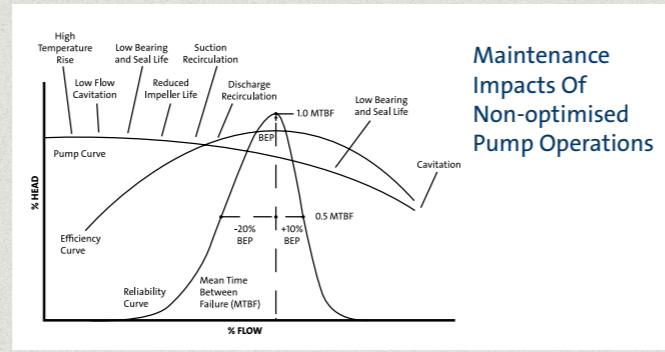 Maintenance
Impacts Of
Non-optimised
Pump Operations
High
Temperature
Rise
Low Flow
Cavitation
Low Bearing
and Seal Life
Reduced
Impeller Life
Suction
Recirculation
Discharge
Recirculation
1.0 MTBF
Low Bearing
and Seal Life
BEP
Pump Curve
Cavitation
% HEAD
Efficiency
Curve
0.5 MTBF
-20%
BEP
+10%
BEP
Reliability
Curve
Mean Time
Between
Failure (MTBF)
% FLOW